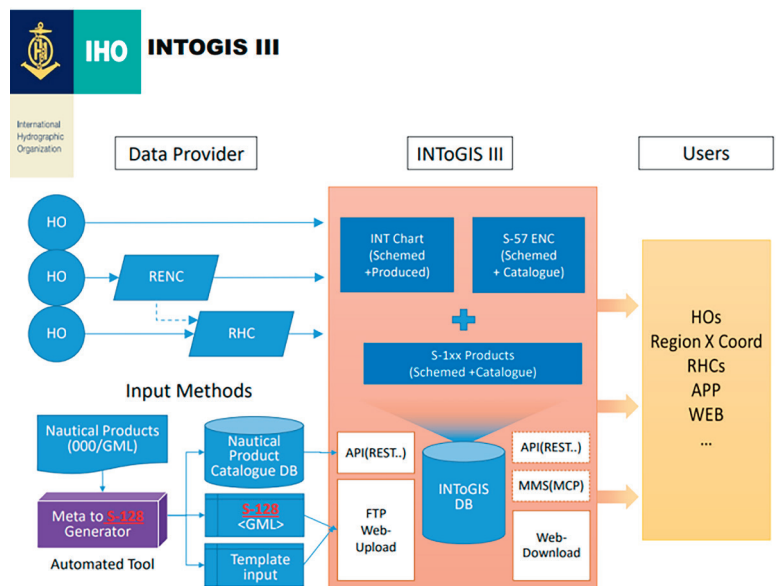 IHO
INTOGIS III
International
Hydrographic
Organization
Data Provider
INToGIS III
Users
HO
HO
RENC
HO
RHC
INT Chart
(Schemed
+Produced)
S-57 ENC
(Schemed
+ Catalogue)
S-1xx Products
(Schemed +Catalogue)
HOs
Region X Coord
RHCs
APP
WEB
...
Input Methods
Nautical Products
(000/GML)
Meta to S-128
Generator
Automated Tool
Nautical
Product
Catalogue DB
S-128
<GML>
Template
input
API(REST..)
FTP
Web-
Upload
INToGIS
DB
API(REST..)
MMS(MCP)
Web-
Download